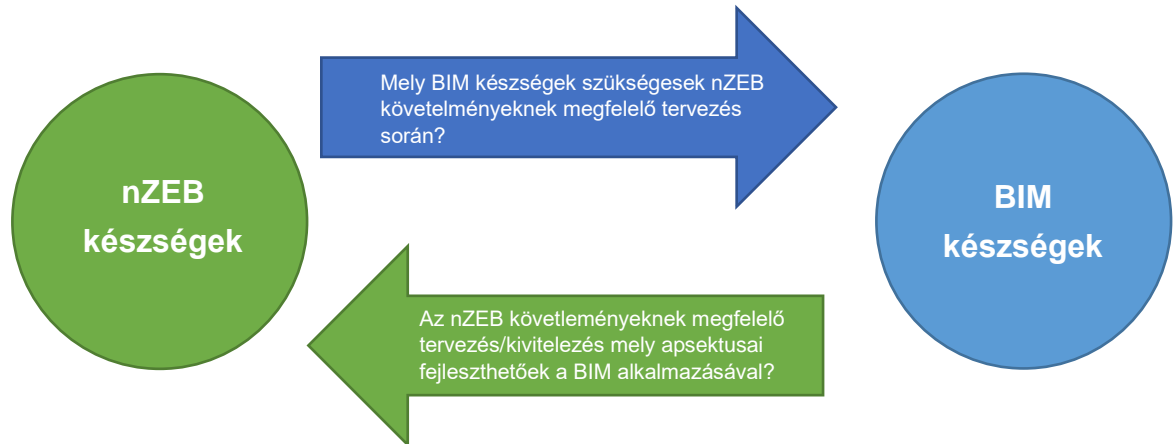 nZEB
készségek
Mely BIM készségek szükségesek nZEB
követelményeknek megfelelő tervezés
során?
BIM
készségek
Az nZEB követleményeknek megfelelő
tervezés/kivitelezés mely apsektusai
fejleszthetőek a BIM alkalmazásával?